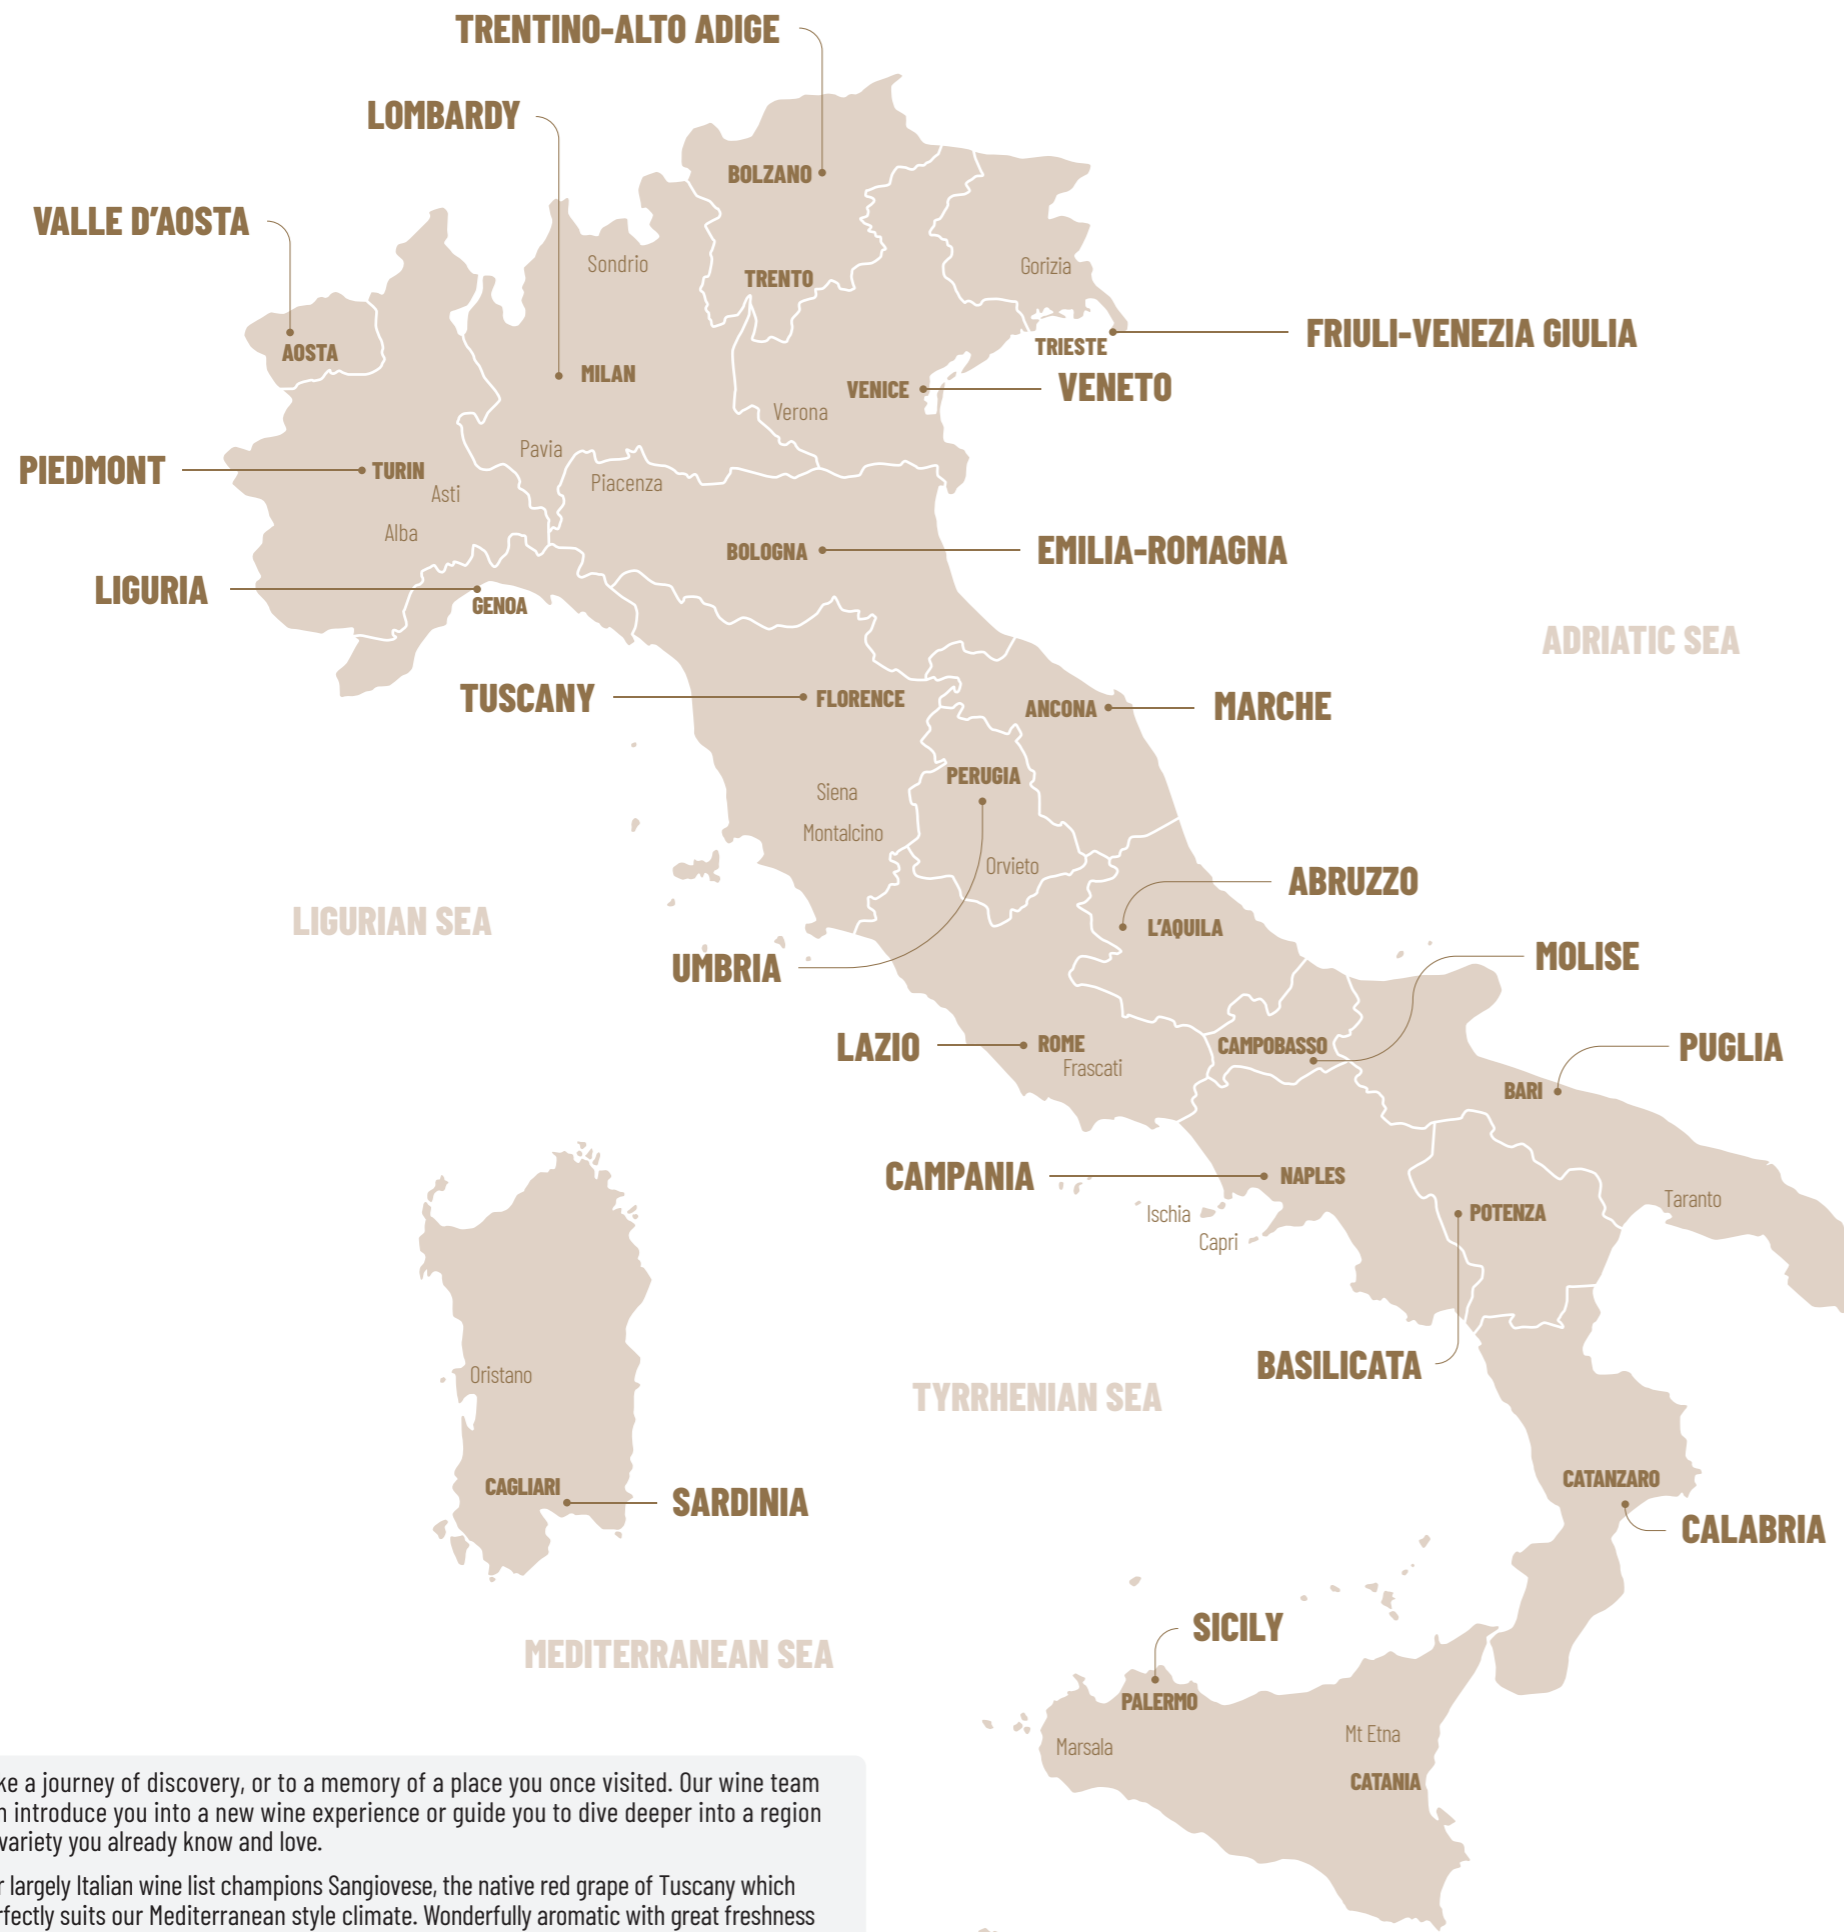 TRENTINO-ALTO ADIGE
LOMBARDY
BOLZANO
VALLE D'AOSTA
Sondrio
Gorizia
TRENTO
FRIULI-VENEZIA GIULIA
TRIESTE
AOSTA
MILAN
VENICE
VENETO
Verona
Pavia
PIEDMONT
TURIN
Piacenza
Asti
Alba
BOLOGNA
EMILIA-ROMAGNA
LIGURIA
GENOA
ADRIATIC SEA
TUSCANY
FLORENCE
ANCONA
MARCHE
PERUGIA
Siena
Montalcino
Orvieto
ABRUZZO
LIGURIAN SEA
L'AQUILA
MOLISE
UMBRIA
LAZIO
ROME
CAMPOBASSO
PUGLIA
Frascati
BARI
CAMPANIA
NAPLES
Taranto
Ischia
POTENZA
Capri
BASILICATA
Oristano
TYRRHENIAN SEA
CATANZARO
CAGLIARI
SARDINIA
CALABRIA
SICILY
MEDITERRANEAN SEA
PALERMO
Mt Etna
Marsala
CATANIA
a journey of discovery, or to a memory of a place you once visited. Our wine team
introduce you into a new wine experience or guide you to dive deeper into a region
variety you already know and love.
largely Italian wine list champions Sangiovese, the native red grape of Tuscany which
suits our Mediterranean style climate. Wonderfully aromatic with great freshness